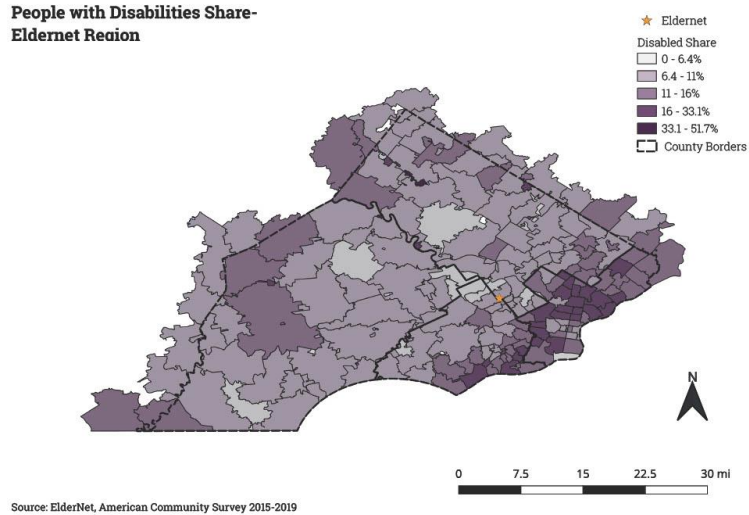 People with Disabilities Share-
Eldernet Region
Eldernet
Disabled Share
0 - 6.4%
6.4 - 11%
11 - 16%
16 - 33.1%
33.1 - 51.7%
County Borders
N
0 7.5 15 22.5 30 mi
Source: ElderNet, American Community Survey 2015-2019